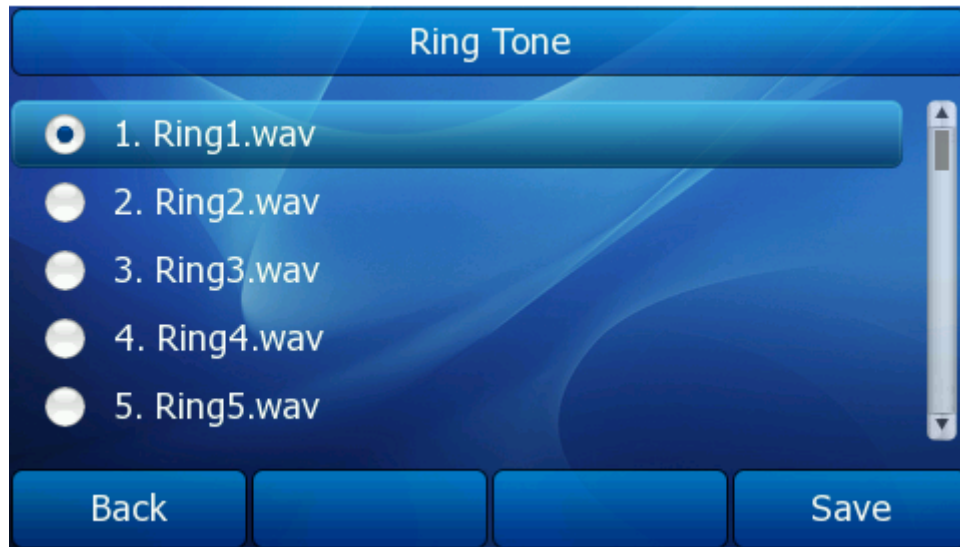 Ring Tone
1. Ring1.wav
2. Ring2.wav
3. Ring3.wav
4. Ring4.wav
5. Ring5.wav
Back Save